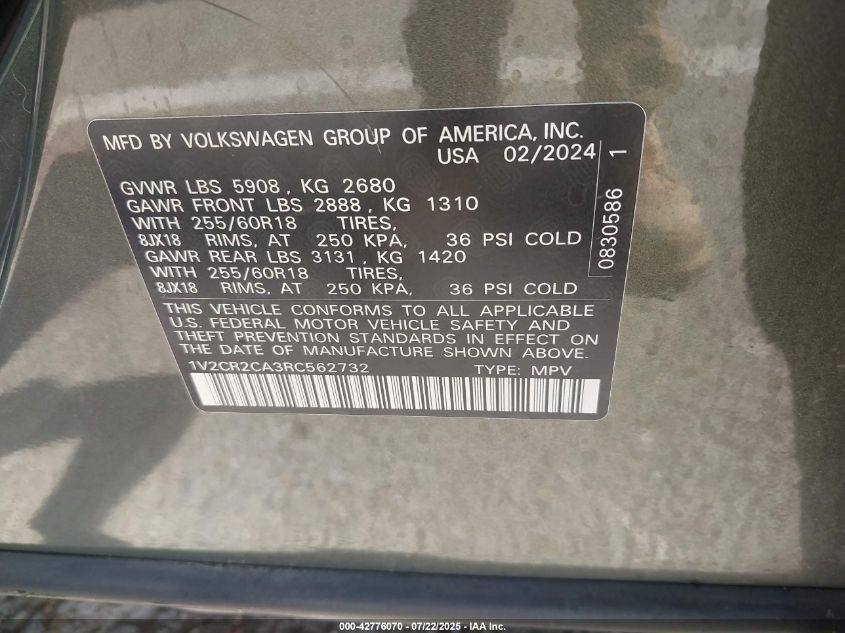 MFD BY VOLKSWAGEN GROUP OF AMERICA, INC.
USA 02/2024
GVWR LBS 5908, KG 2680
GAWR FRONT LBS 2888, KG 1310
WITH 255/60R18 TIRES,
8JX18 RIMS, AT 250 KPA, 36 PSI COLD
GAWR REAR LBS 3131, KG 1420
WITH 255/60R18 TIRES,
8JX18 RIMS, AT 250 KPA, 36 PSI COLD
0830586 1
THIS VEHICLE CONFORMS TO ALL APPLICABLE
U.S. FEDERAL MOTOR VEHICLE SAFETY AND
THEFT PREVENTION STANDARDS IN EFFECT ON
THE DATE OF MANUFACTURE SHOWN ABOVE.
1V2CR2CA3RC562732 TYPE: MPV
000-42776070 - 07/22/2025 - IAA Inc.